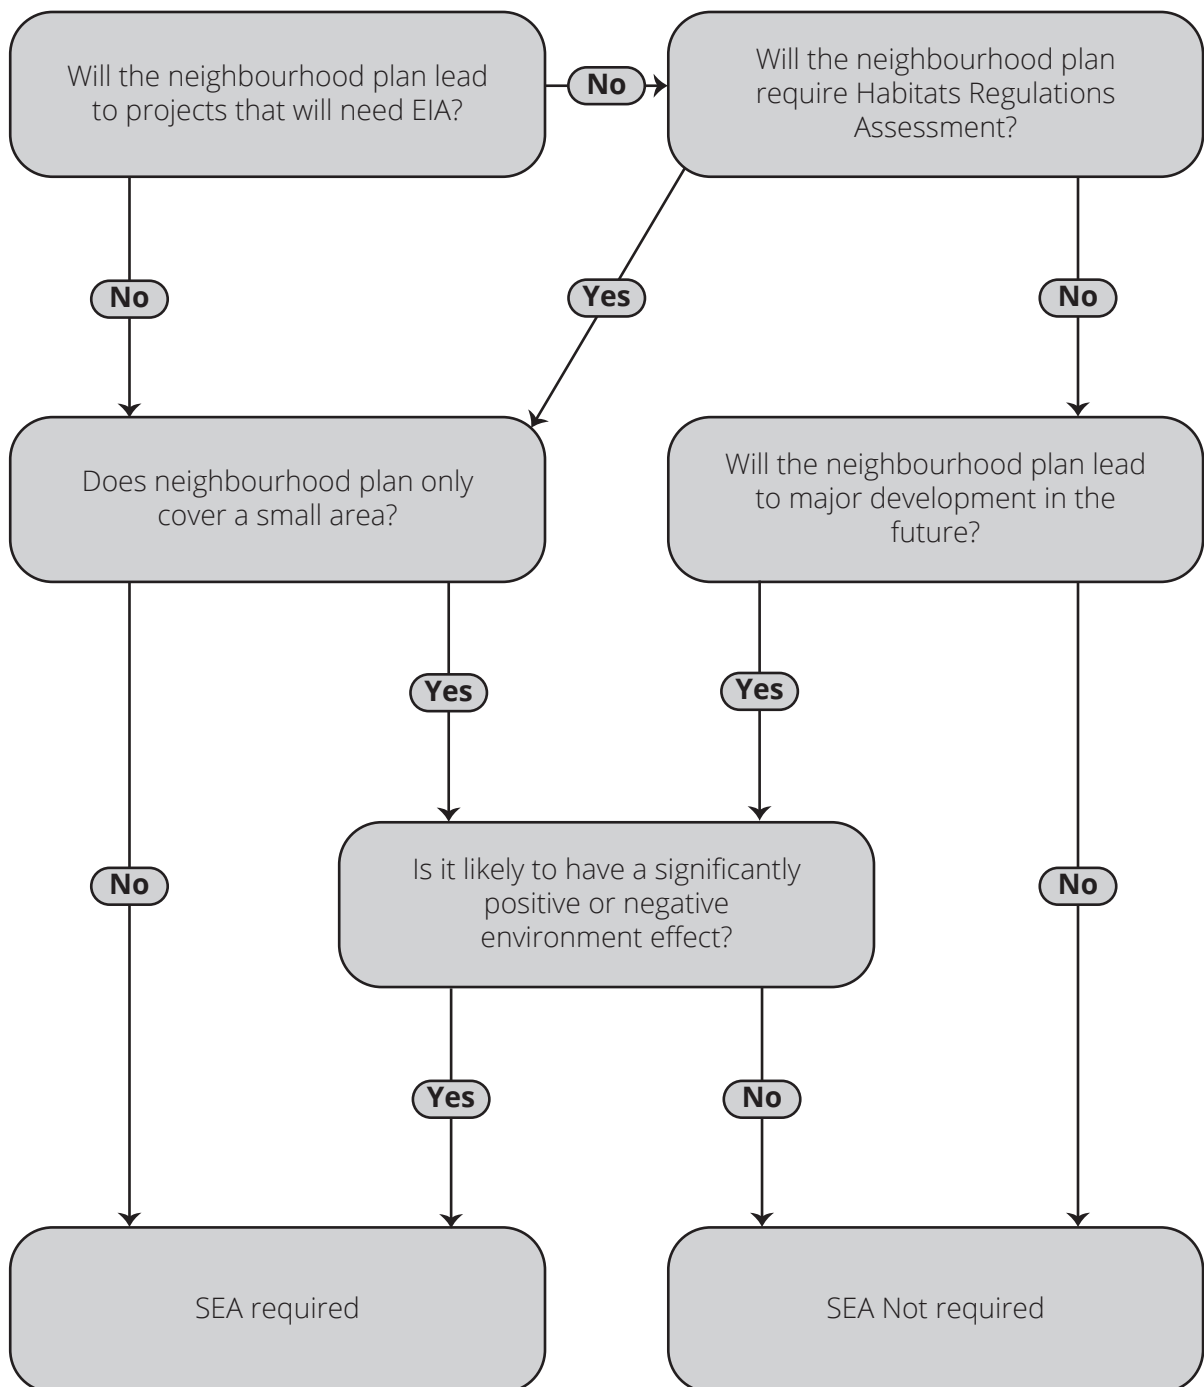 Will the neighbourhood plan lead
to projects that will need EIA?
No
Will the neighbourhood plan
require Habitats Regulations
Assessment?
No
Yes
No
Does neighbourhood plan only
cover a small area?
Will the neighbourhood plan lead
to major development in the
future?
Yes
Yes
No
Is it likely to have a significantly
positive or negative
environment effect?
No
Yes
No
SEA required
SEA Not required